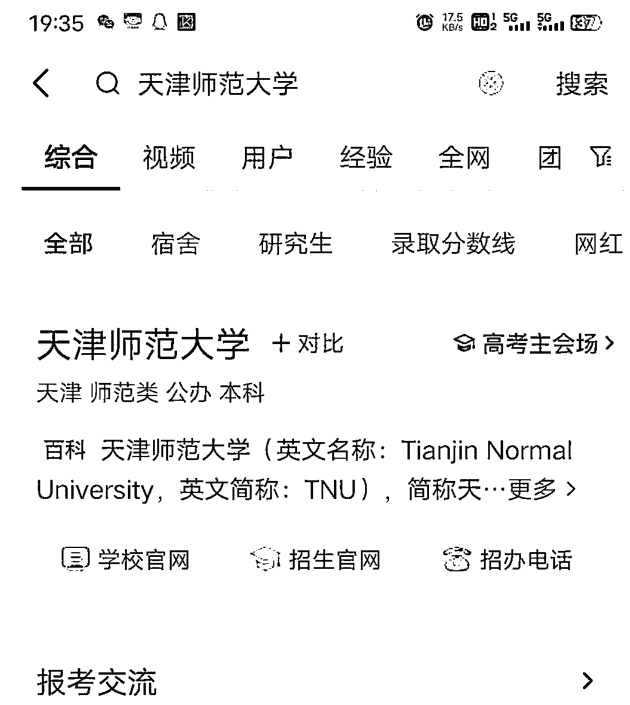 19:35 17.5 KB/s HD 1 2 5G 5G 37
天津师范大学 搜索
综合 视频 用户 经验 全网 团
全部 宿舍 研究生 录取分数线 网红
天津师范大学 + 对比 高考主会场 >
天津 师范类 公办 本科
百科 天津师范大学（英文名称：Tianjin Normal
University，英文简称：TNU），简称天…更多 >
学校官网 招生官网 招办电话
报考交流 >